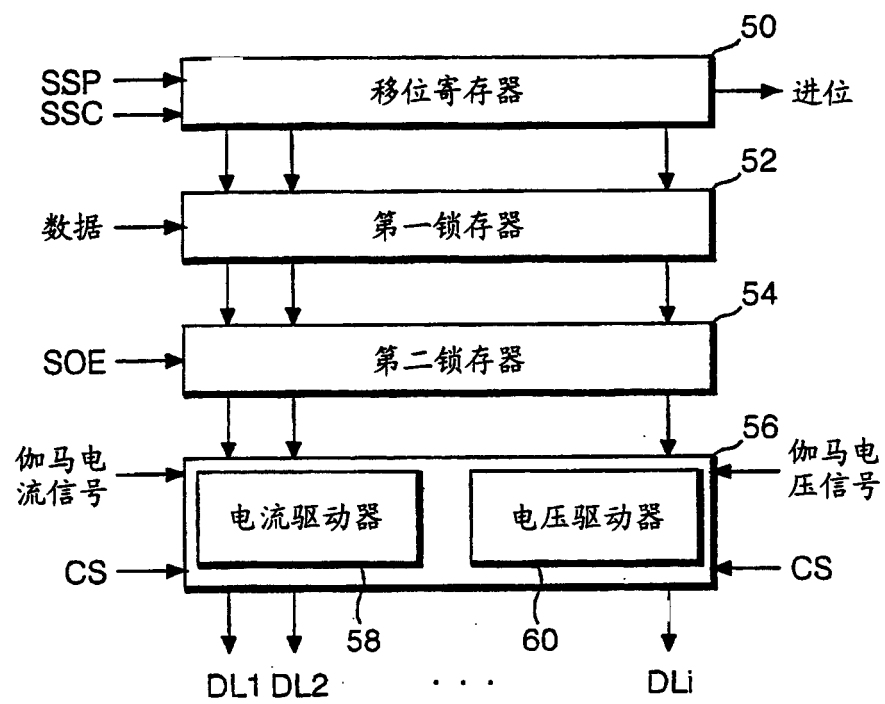 50
SSP
移位寄存器
进位
SSC
52
数据
第一锁存器
54
SOE
第二锁存器
56
伽马电
流信号
伽马电
压信号
电流驱动器
电压驱动器
CS
CS
58
60
DL1 DL2 · · · DLi